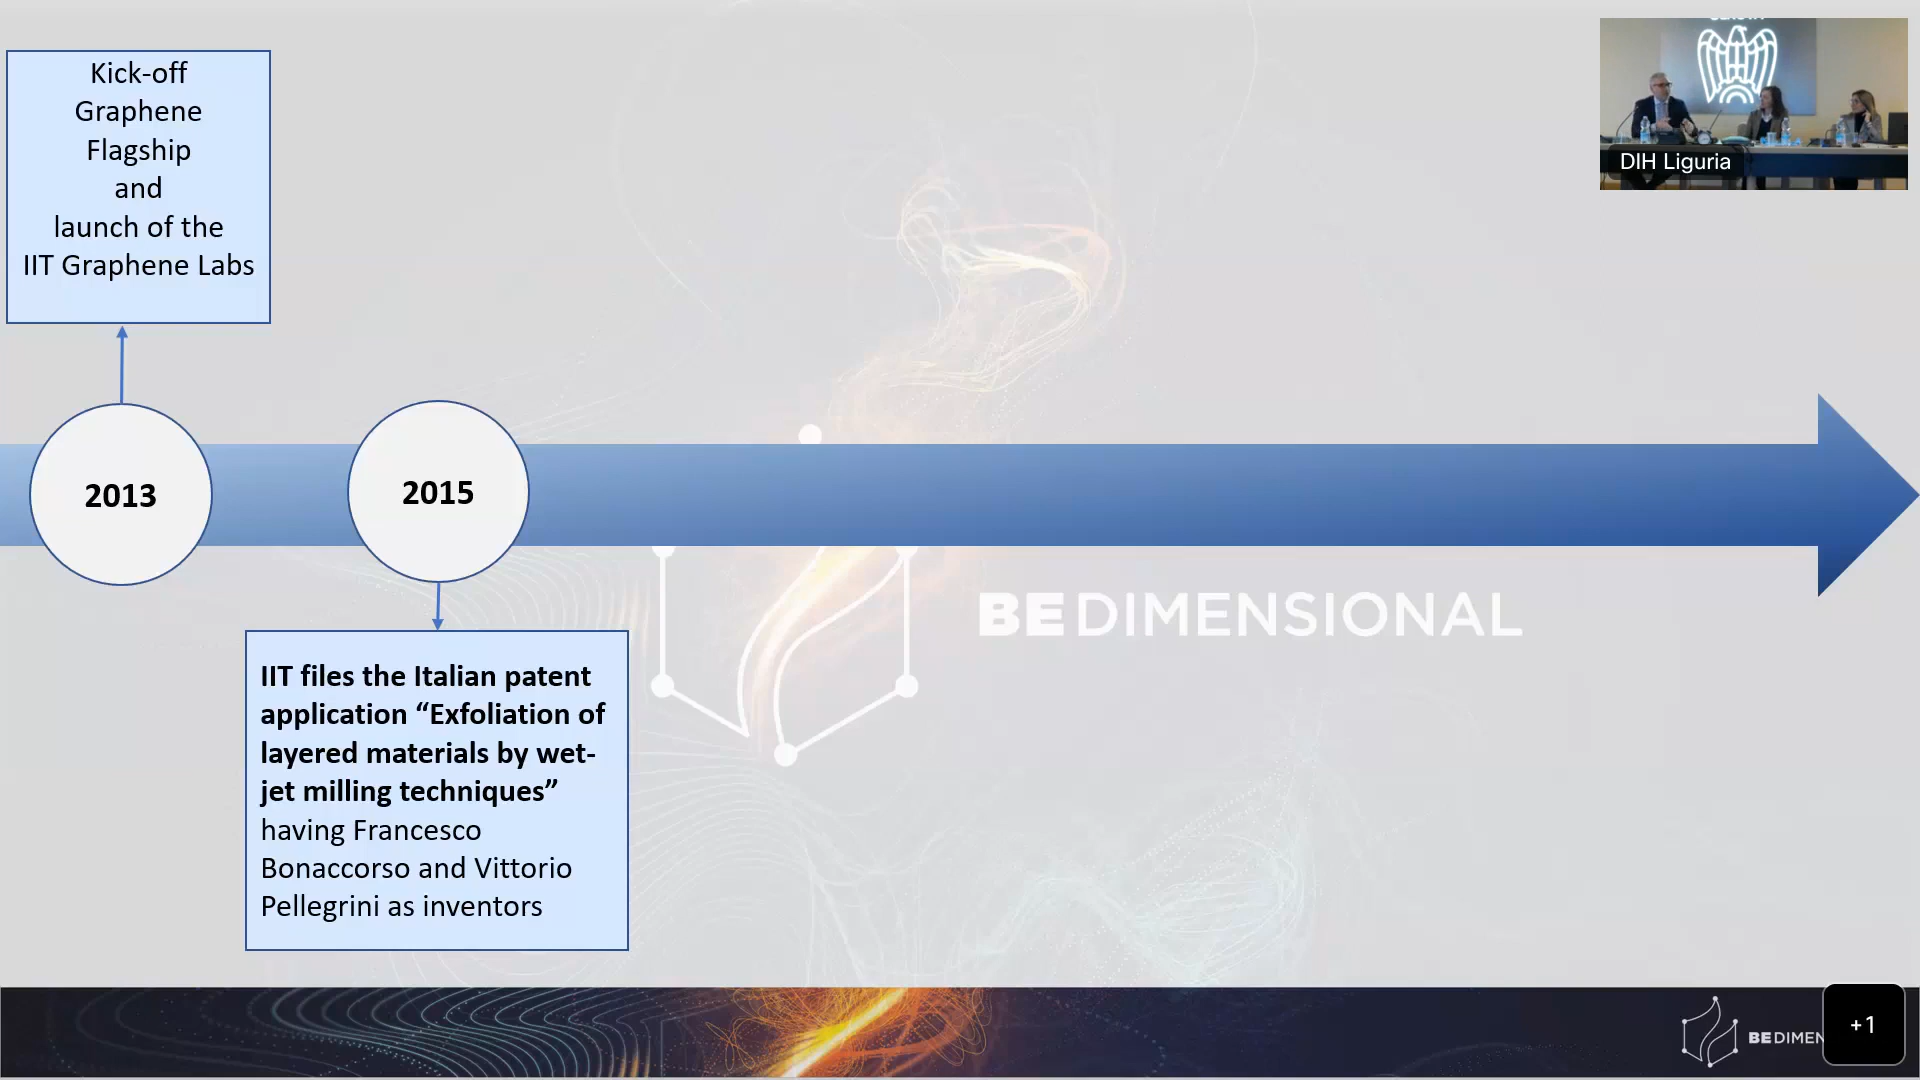 Kick-off
Graphene
Flagship
and
launch of the
IIT Graphene Labs
DIH Liguria
2013
2015
BEDIMENSIONAL
IIT files the Italian patent
application “Exfoliation of
layered materials by wet-
jet milling techniques”
having Francesco
Bonaccorso and Vittorio
Pellegrini as inventors
BEDIMEN
+1